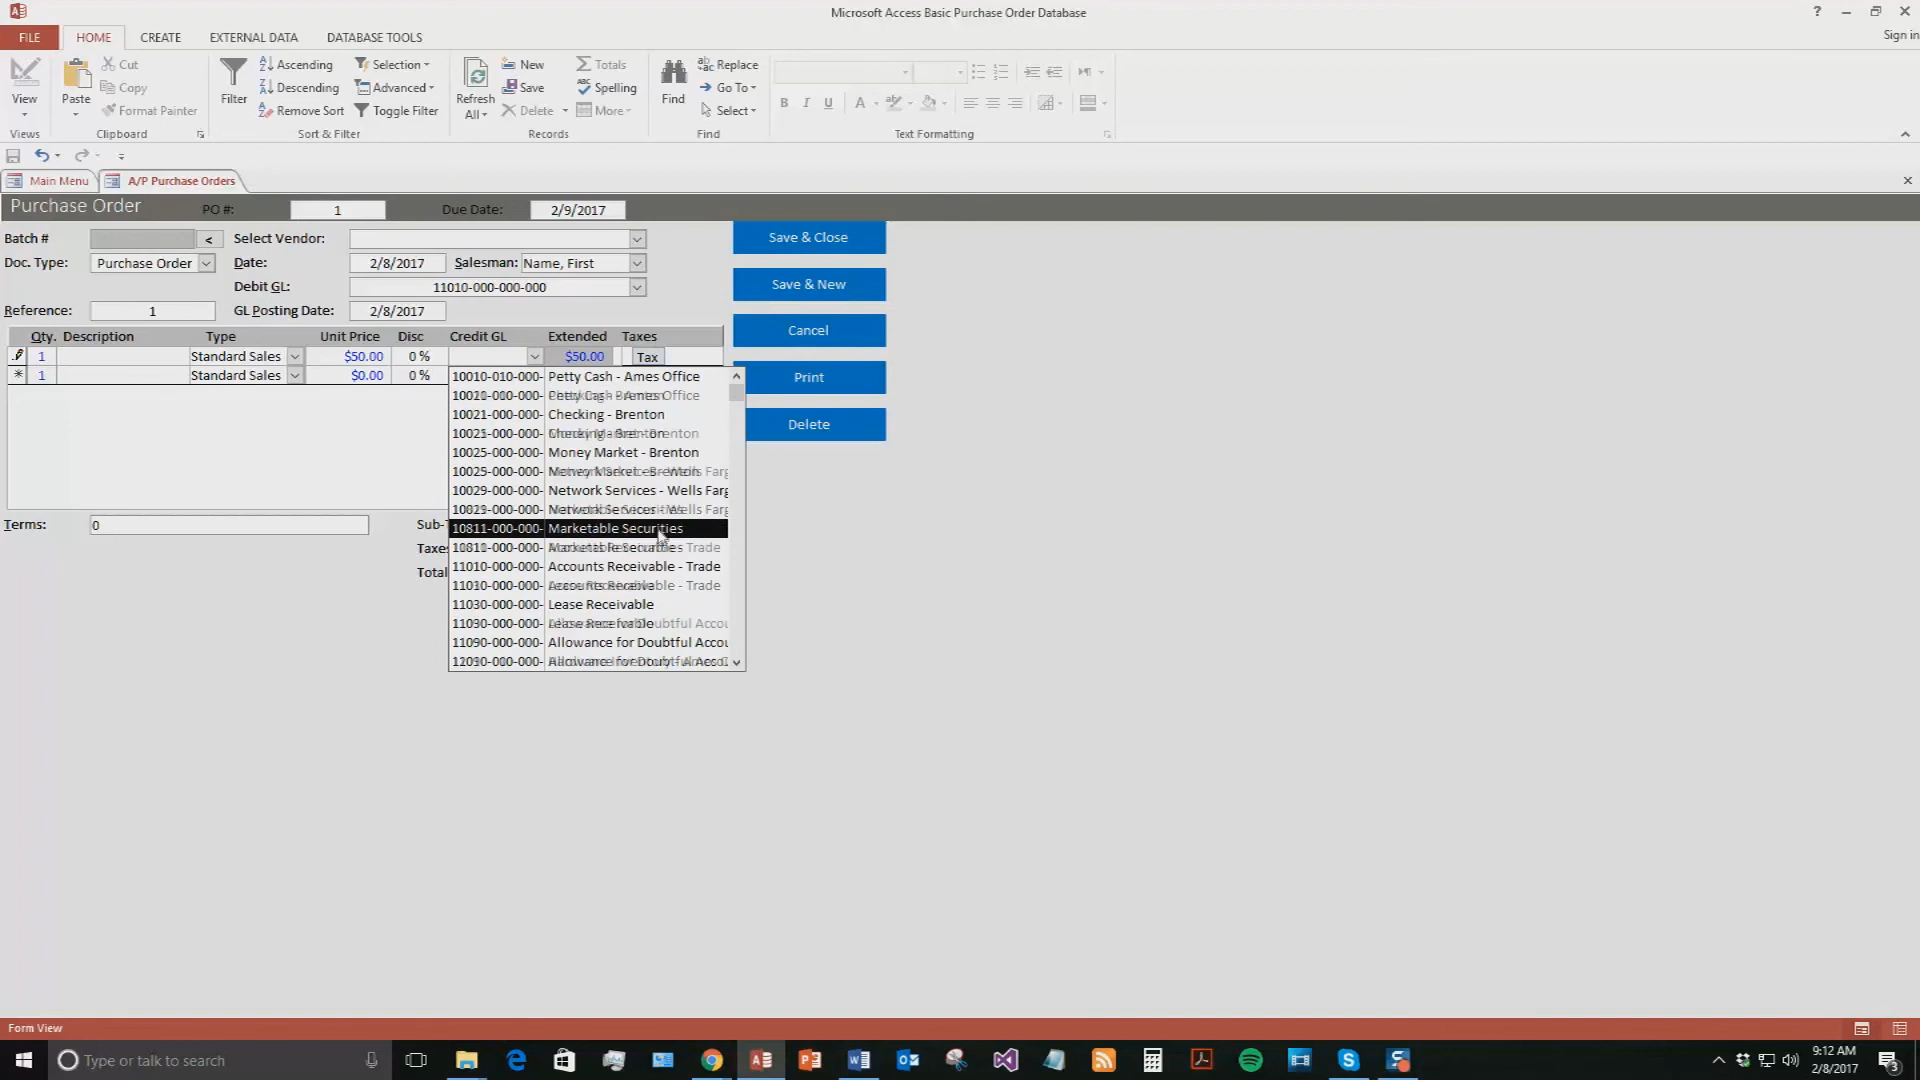 Microsoft Access Basic Purchase Order Database
?
Sign in
FILE HOME CREATE EXTERNAL DATA DATABASE TOOLS
View
Views
Paste
Cut
Copy
Format Painter
Clipboard
Filter
Ascending
Descending
Remove Sort
Selection
Advanced
Toggle Filter
Sort & Filter
Refresh
All
New
Save
Delete
Totals
Spelling
More
Records
Find
Replace
Go To
Select
Find
B I U A
Text Formatting
Main Menu A/P Purchase Orders
Purchase Order PO #: 1 Due Date: 2/9/2017
Batch # < Select Vendor:
Doc. Type: Purchase Order Date: 2/8/2017 Salesman: Name, First
Debit GL: 11010-000-000-000
Reference: 1 GL Posting Date: 2/8/2017
Save & Close
Save & New
Cancel
Print
Delete
Qty. Description Type Unit Price Disc Credit GL Extended Taxes
1 Standard Sales $50.00 0 % $50.00 Tax
* 1 Standard Sales $0.00 0 %
10010-010-000- Petty Cash - Ames Office
10021-000-000- Checking - Brenton
10025-000-000- Money Market - Brenton
10029-000-000- Network Services - Wells Farg
10811-000-000- Marketable Securities
11010-000-000- Accounts Receivable - Trade
11030-000-000- Lease Receivable
11090-000-000- Allowance for Doubtful Accou
Terms: 0
Sub-
Taxes
Total
Form View
Type or talk to search
9:12 AM
2/8/2017
3